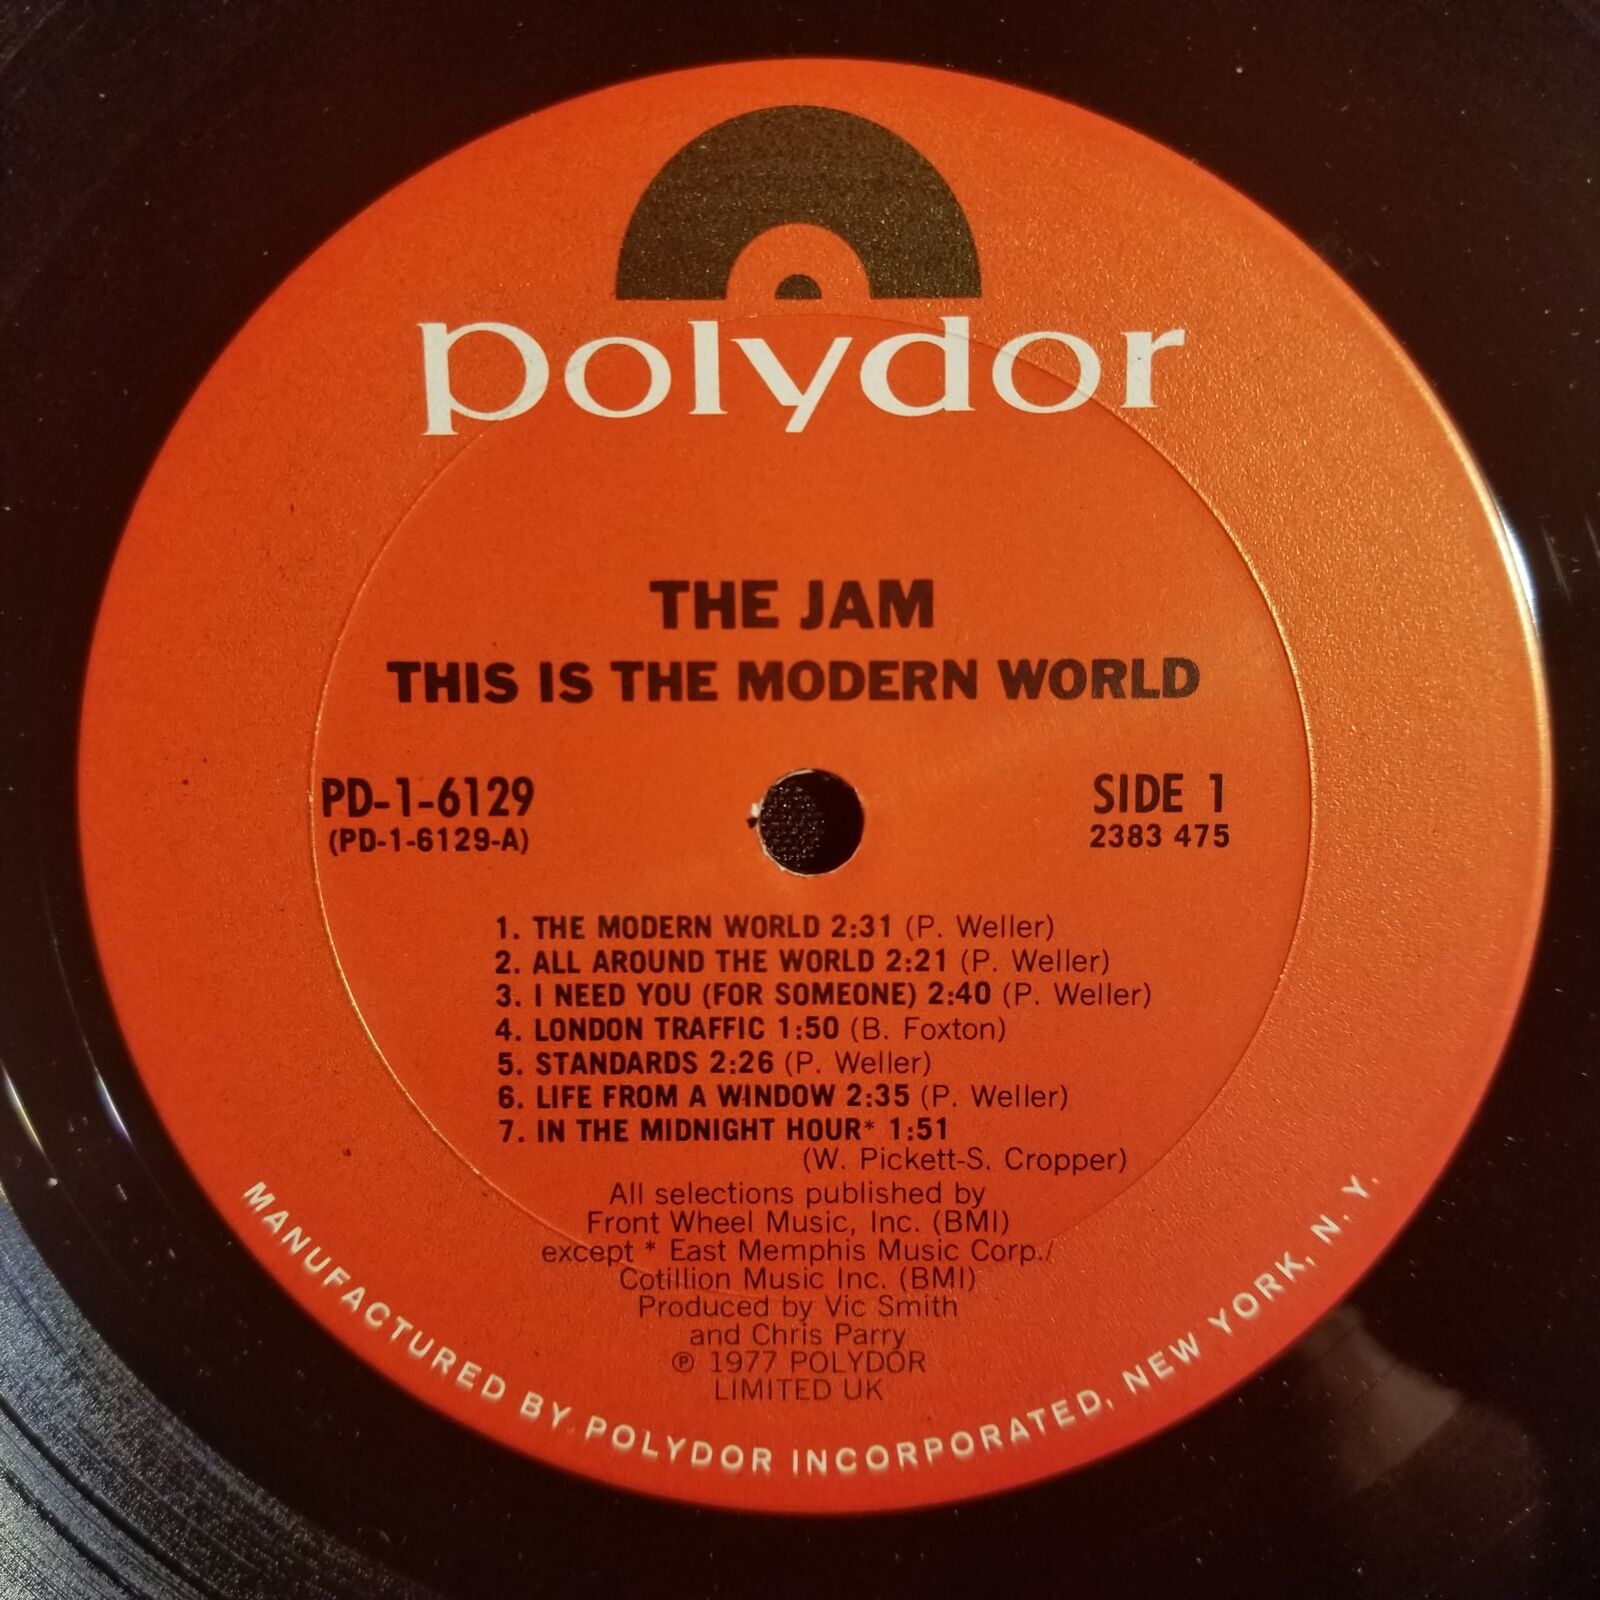 polydor
THE JAM
THIS IS THE MODERN WORLD
PD-1-6129
(PD-1-6129-A)
SIDE 1
2383 475
1. THE MODERN WORLD 2:31 (P. Weller)
2. ALL AROUND THE WORLD 2:21 (P. Weller)
3. I NEED YOU (FOR SOMEONE) 2:40 (P. Weller)
4. LONDON TRAFFIC 1:50 (B. Foxton)
5. STANDARDS 2:26 (P. Weller)
6. LIFE FROM A WINDOW 2:35 (P. Weller)
7. IN THE MIDNIGHT HOUR* 1:51
(W. Pickett-S. Cropper)
All selections published by
Front Wheel Music, Inc. (BMI)
except * East Memphis Music Corp./
Cotillion Music Inc. (BMI)
Produced by Vic Smith
and Chris Parry
℗ 1977 POLYDOR
LIMITED UK
MANUFACTURED BY POLYDOR INCORPORATED, NEW YORK, N. Y.